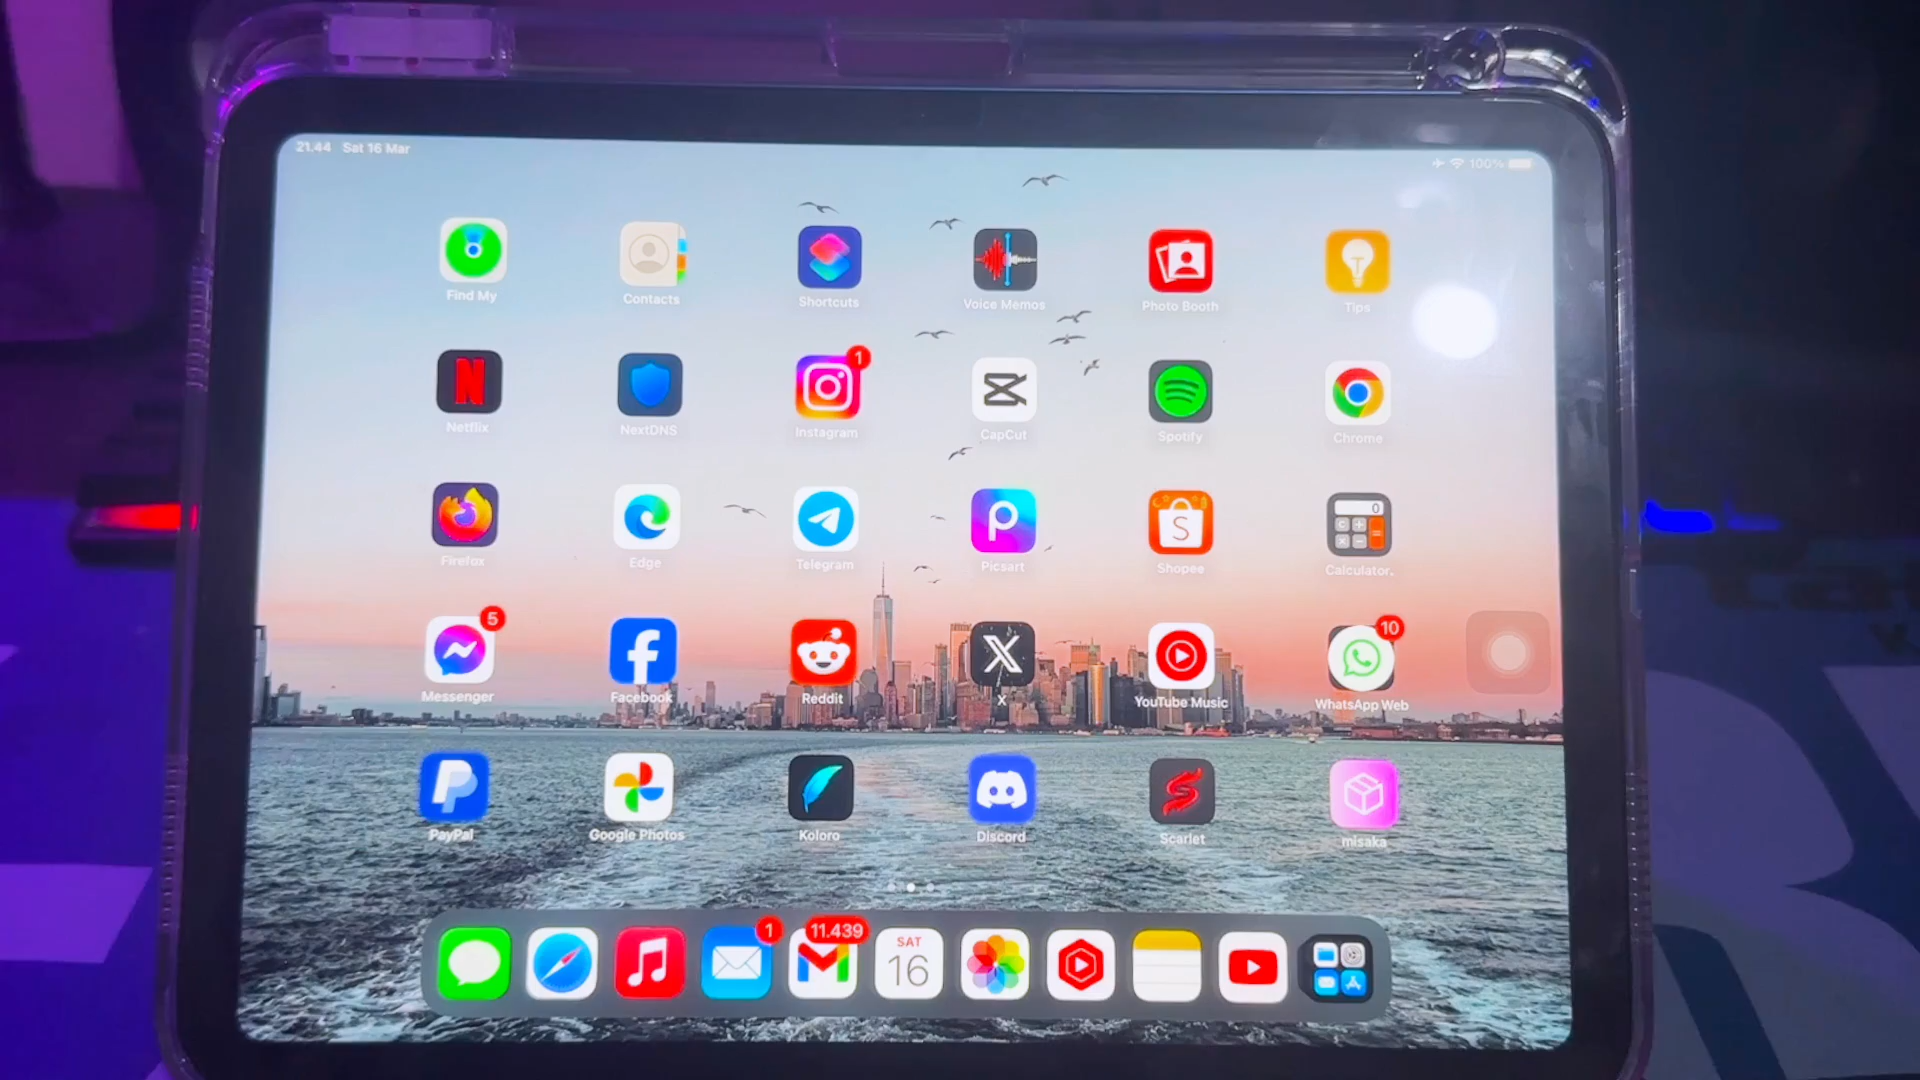 21.44 Sat 16 Mar
100%
Find My
Contacts
Shortcuts
Voice Memos
Photo Booth
T
Tips
N
Netflix
NextDNS
1
Instagram
CapCut
Spotify
Chrome
Firefox
Edge
Telegram
P
Picsart
S
Shopee
0
C + = × −
Calculator.
5
Messenger
f
Facebook
Reddit
X
X
YouTube Music
10
WhatsApp Web
P
PayPal
Google Photos
Koloro
Discord
S
Scarlet
misaka
1
11.439
M
SAT
16